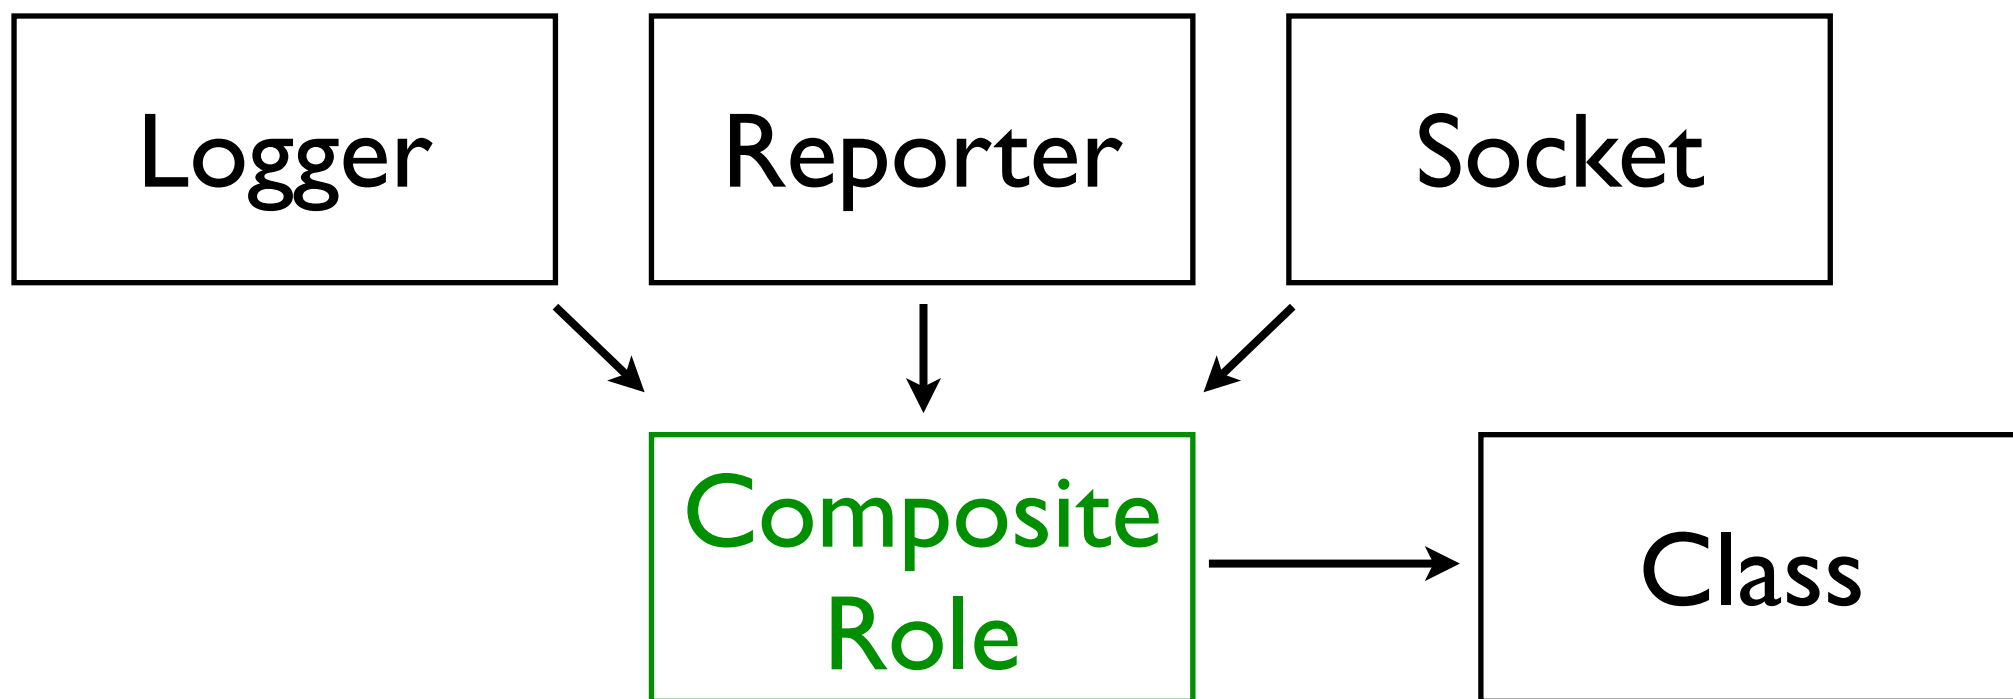 Logger
Reporter
Socket
Composite
Role
Class